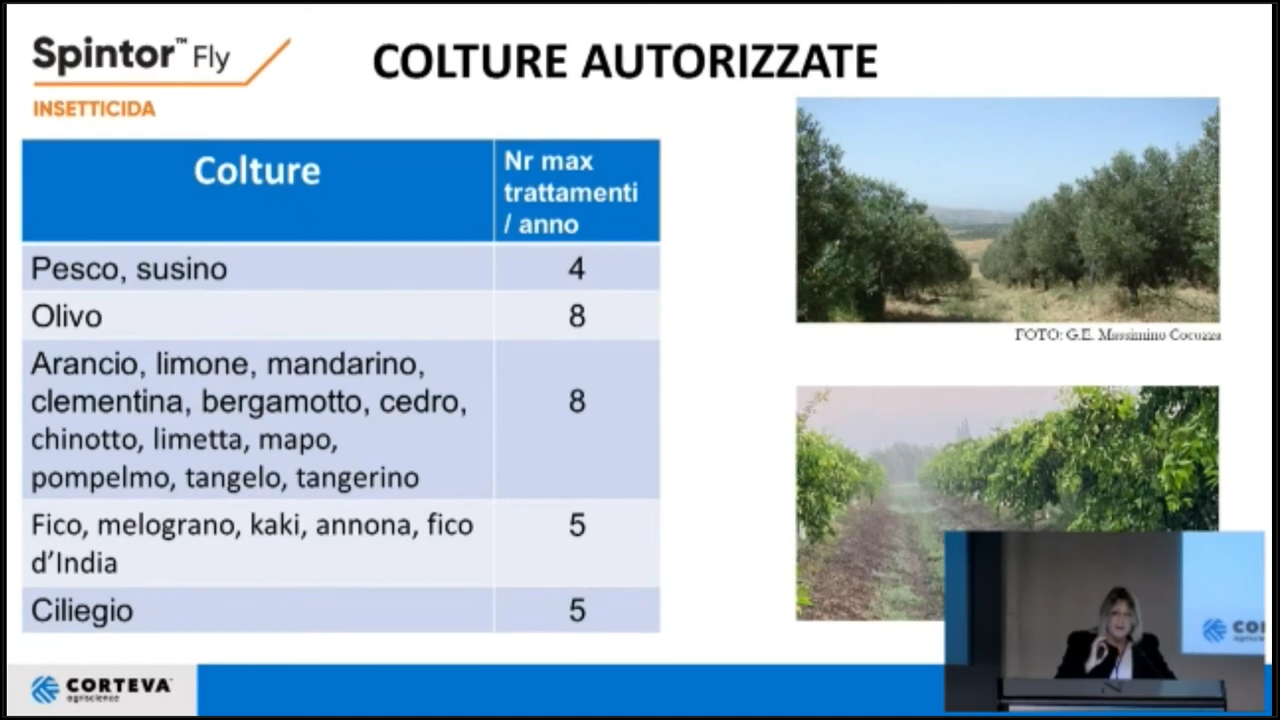 Spintor™ Fly
INSETTICIDA
COLTURE AUTORIZZATE
Colture
Nr max
trattamenti
/ anno
Pesco, susino 4
Olivo 8
Arancio, limone, mandarino,
clementina, bergamotto, cedro, 8
chinotto, limetta, mapo,
pompelmo, tangelo, tangerino
Fico, melograno, kaki, annona, fico 5
d'India
Ciliegio 5
FOTO: G.E. Massimino Cocuzza
CORTEVA™
agriscience